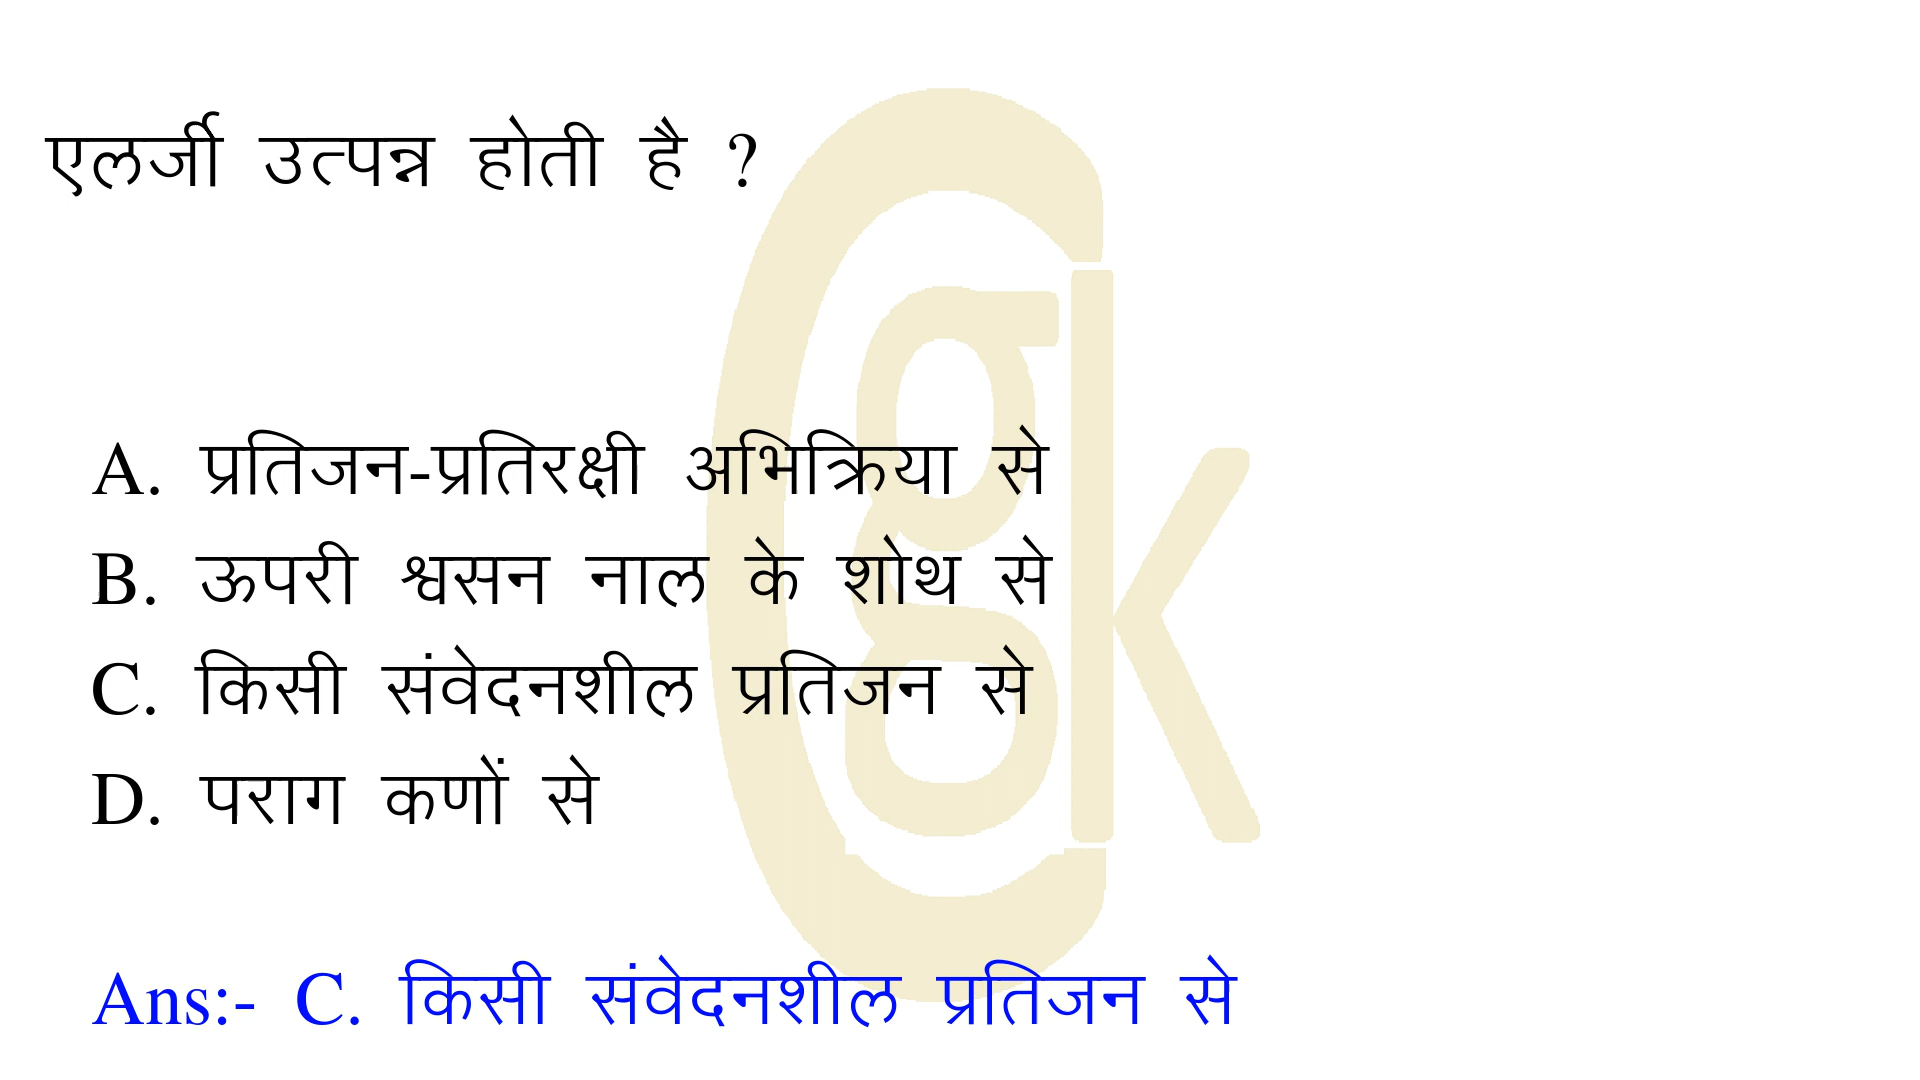 एलर्जी उत्पन्न होती है ?
A. प्रतिजन-प्रतिरक्षी अभिक्रिया से
B. ऊपरी श्वसन नाल के शोथ से
C. किसी संवेदनशील प्रतिजन से
D. पराग कणों से
Ans:- C. किसी संवेदनशील प्रतिजन से
Cgk